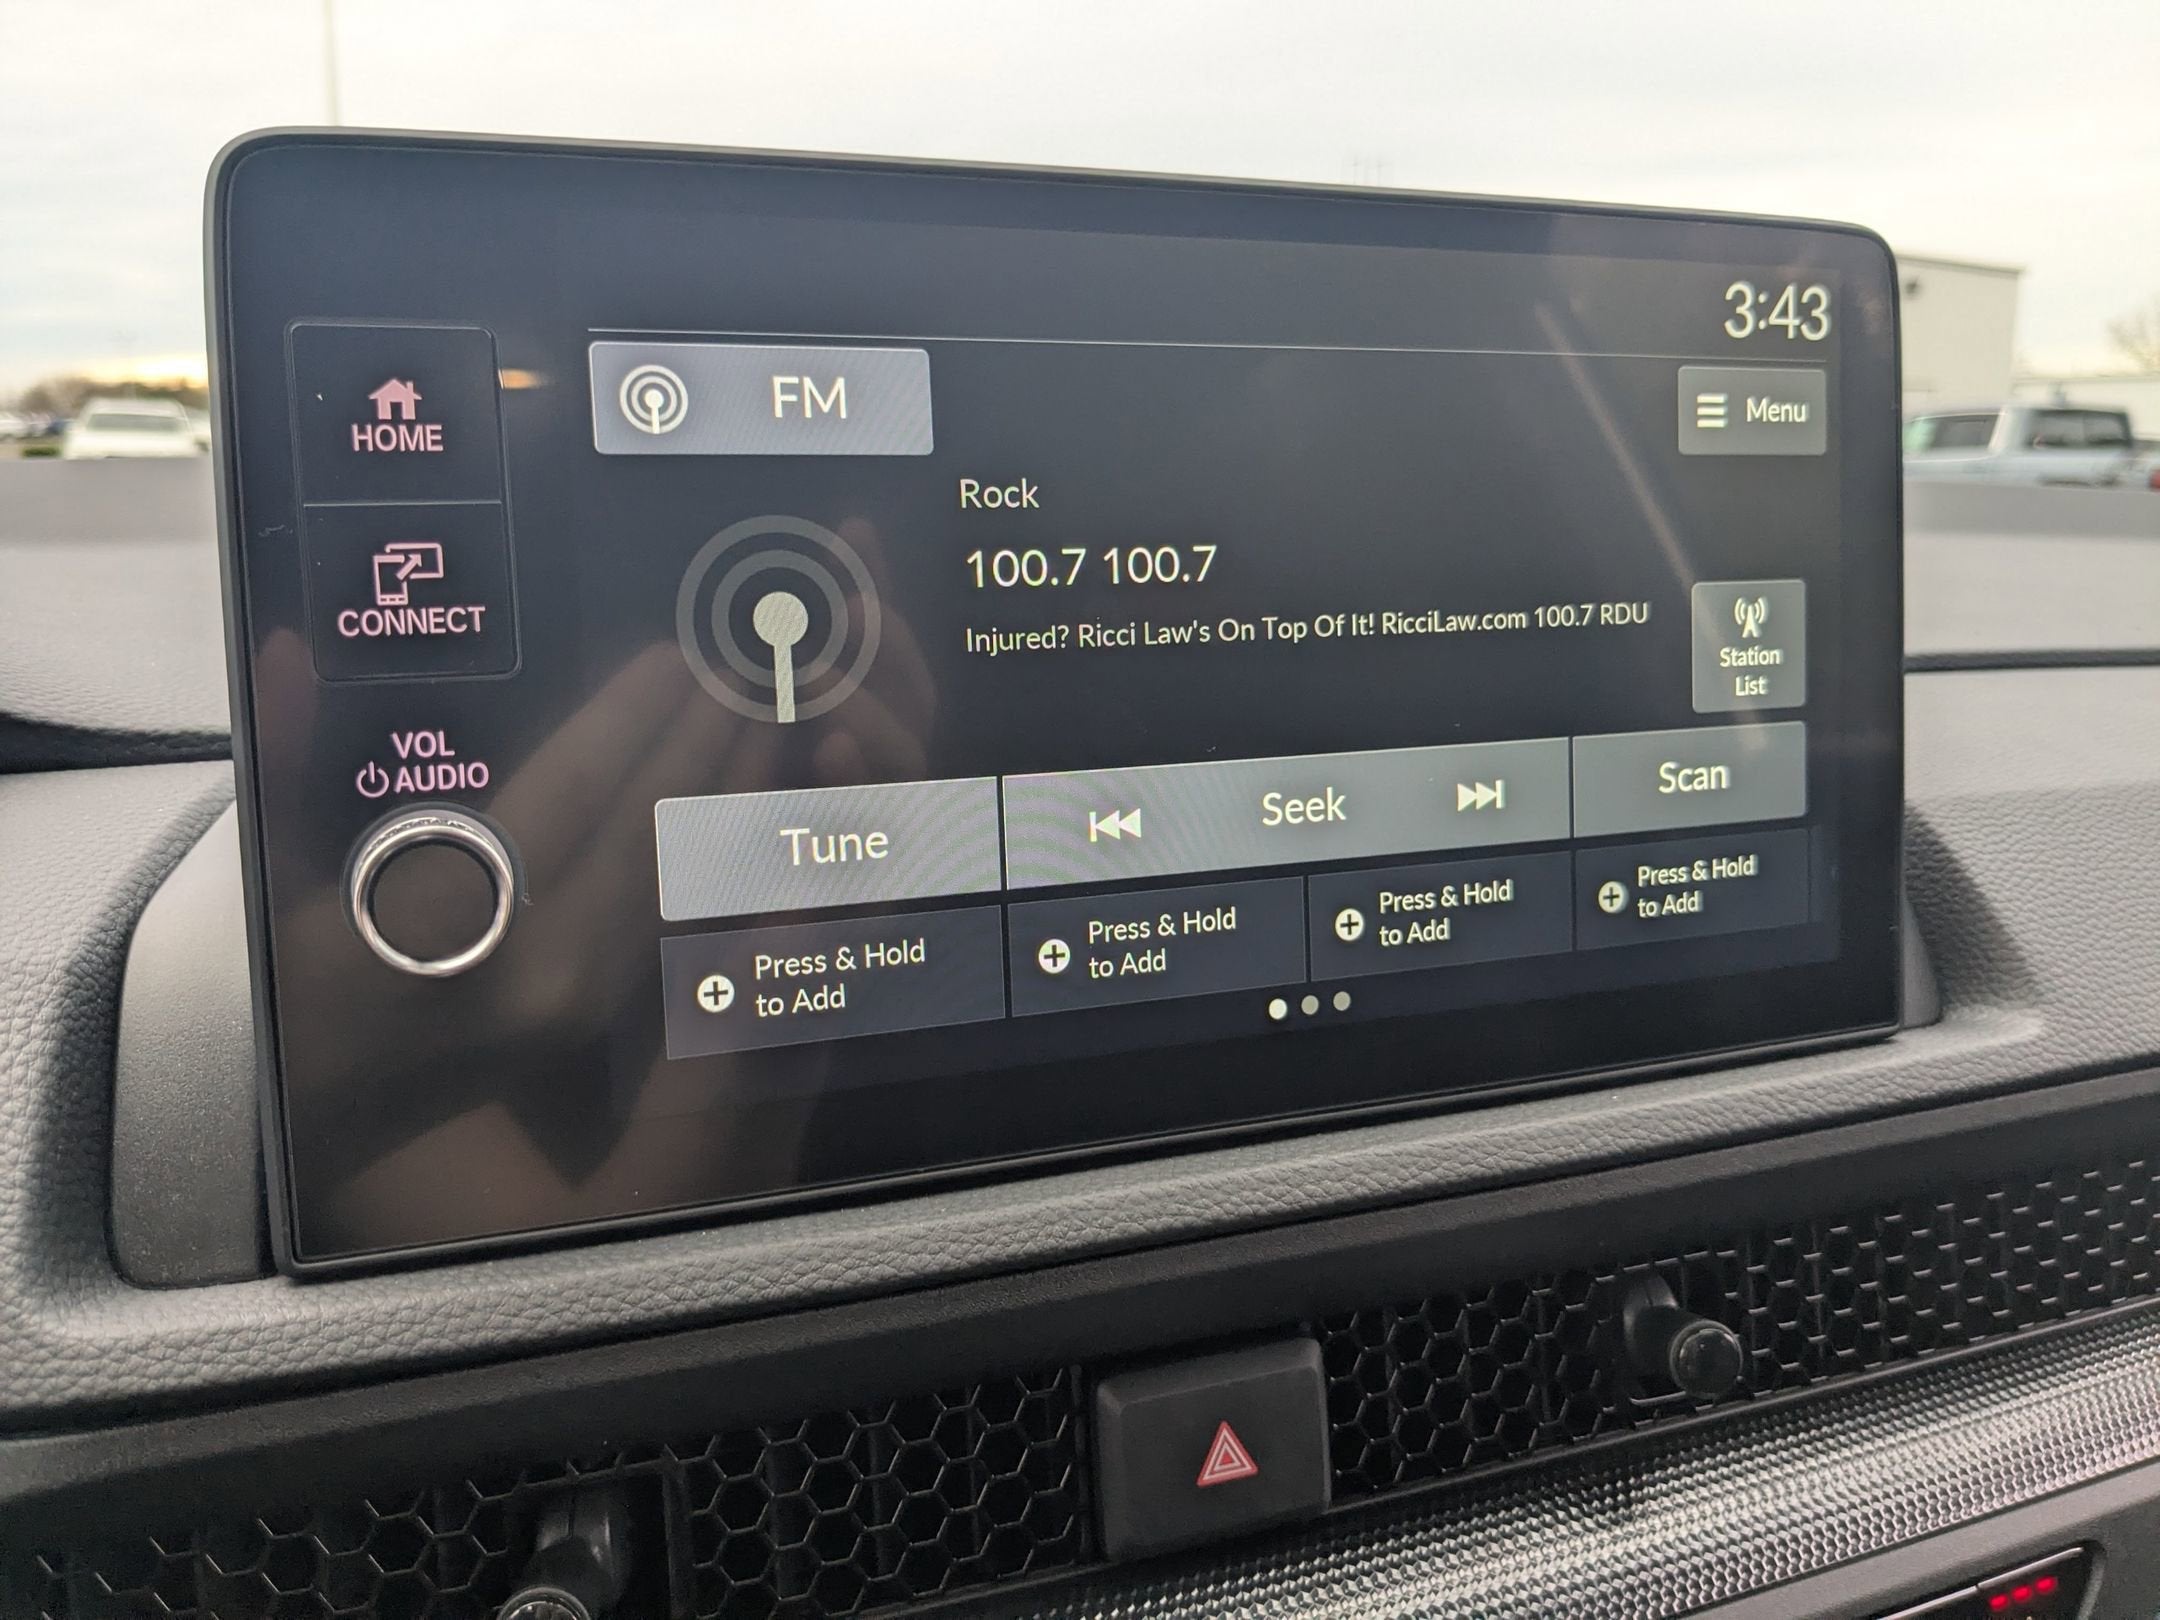 3:43
HOME
FM
Menu
Rock
100.7 100.7
Injured? Ricci Law's On Top Of It! RicciLaw.com 100.7 RDU
CONNECT
Station
List
VOL
AUDIO
Tune
Seek
Scan
Press & Hold
to Add
Press & Hold
to Add
Press & Hold
to Add
Press & Hold
to Add